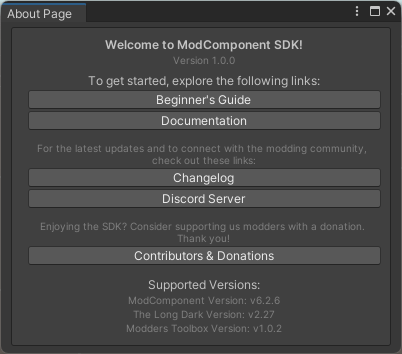 About Page
Welcome to ModComponent SDK!
Version 1.0.0
To get started, explore the following links:
Beginner's Guide
Documentation
For the latest updates and to connect with the modding community,
check out these links:
Changelog
Discord Server
Enjoying the SDK? Consider supporting us modders with a donation.
Thank you!
Contributors & Donations
Supported Versions:
ModComponent Version: v6.2.6
The Long Dark Version: v2.27
Modders Toolbox Version: v1.0.2